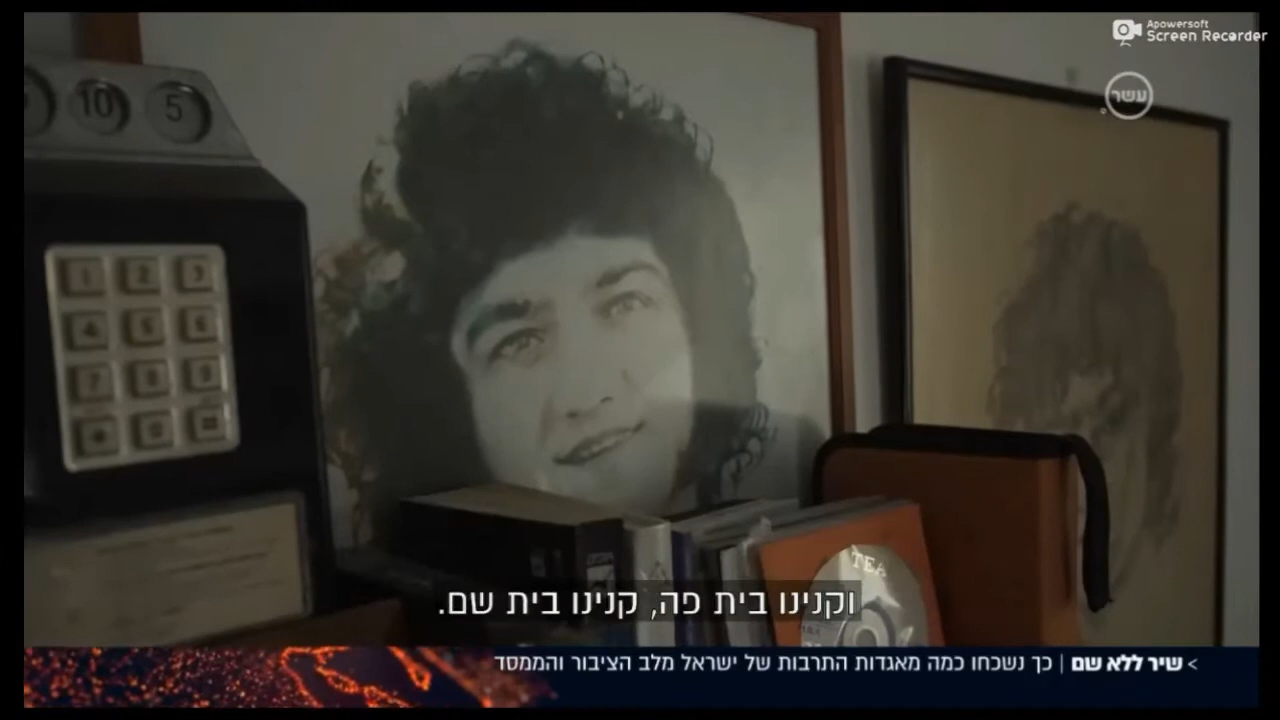 Apowersoft
Screen Recorder
עשר
10 5
1 2 3
4 5 6
7 8 9
TEA
וקנינו בית פה, קנינו בית שם.
> שיר ללא שם | כך נשכחו כמה מאגדות התרבות של ישראל מלב הציבור והממסד